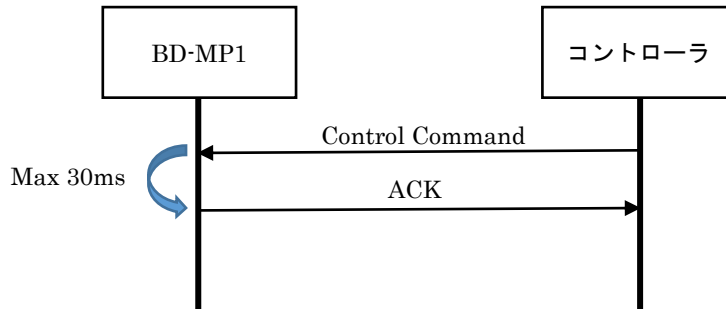 BD-MP1
コントローラ
Control Command
Max 30ms
ACK